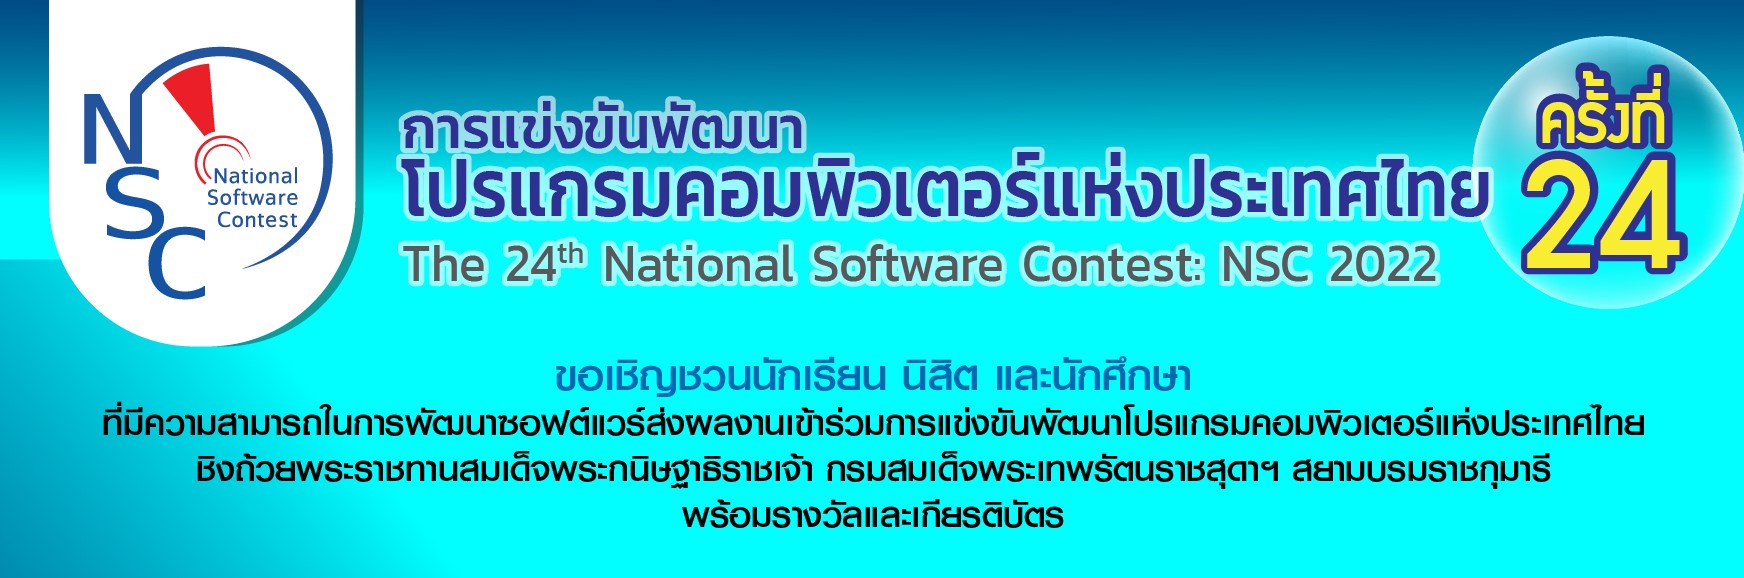 NSC
National
Software
Contest
การแข่งขันพัฒนา
โปรแกรมคอมพิวเตอร์แห่งประเทศไทย
The 24th National Software Contest: NSC 2022
ครั้งที่
24
ขอเชิญชวนนักเรียน นิสิต และนักศึกษา
ที่มีความสามารถในการพัฒนาซอฟต์แวร์ส่งผลงานเข้าร่วมการแข่งขันพัฒนาโปรแกรมคอมพิวเตอร์แห่งประเทศไทย
ชิงถ้วยพระราชทานสมเด็จพระกนิษฐาธิราชเจ้า กรมสมเด็จพระเทพรัตนราชสุดาฯ สยามบรมราชกุมารี
พร้อมรางวัลและเกียรติบัตร